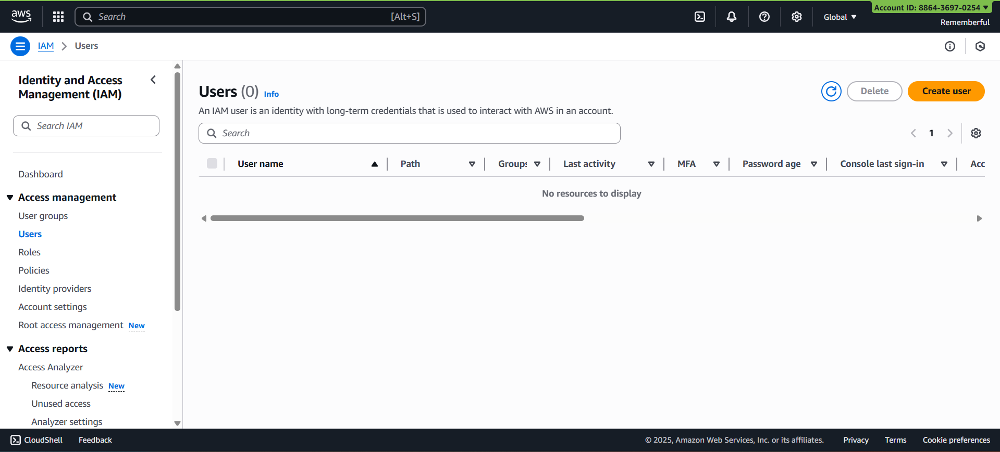 aws
Search
[Alt+S]
Global
Account ID: 8864-3697-0254
Rememberful
IAM
Users
Identity and Access
Management (IAM)
Search IAM
Dashboard
Access management
User groups
Users
Roles
Policies
Identity providers
Account settings
Root access management New
Access reports
Access Analyzer
Resource analysis New
Unused access
Analyzer settings
Users (0) Info
Delete
Create user
An IAM user is an identity with long-term credentials that is used to interact with AWS in an account.
Search
1
User name
Path
Groups
Last activity
MFA
Password age
Console last sign-in
Acc
No resources to display
CloudShell
Feedback
© 2025, Amazon Web Services, Inc. or its affiliates.
Privacy
Terms
Cookie preferences